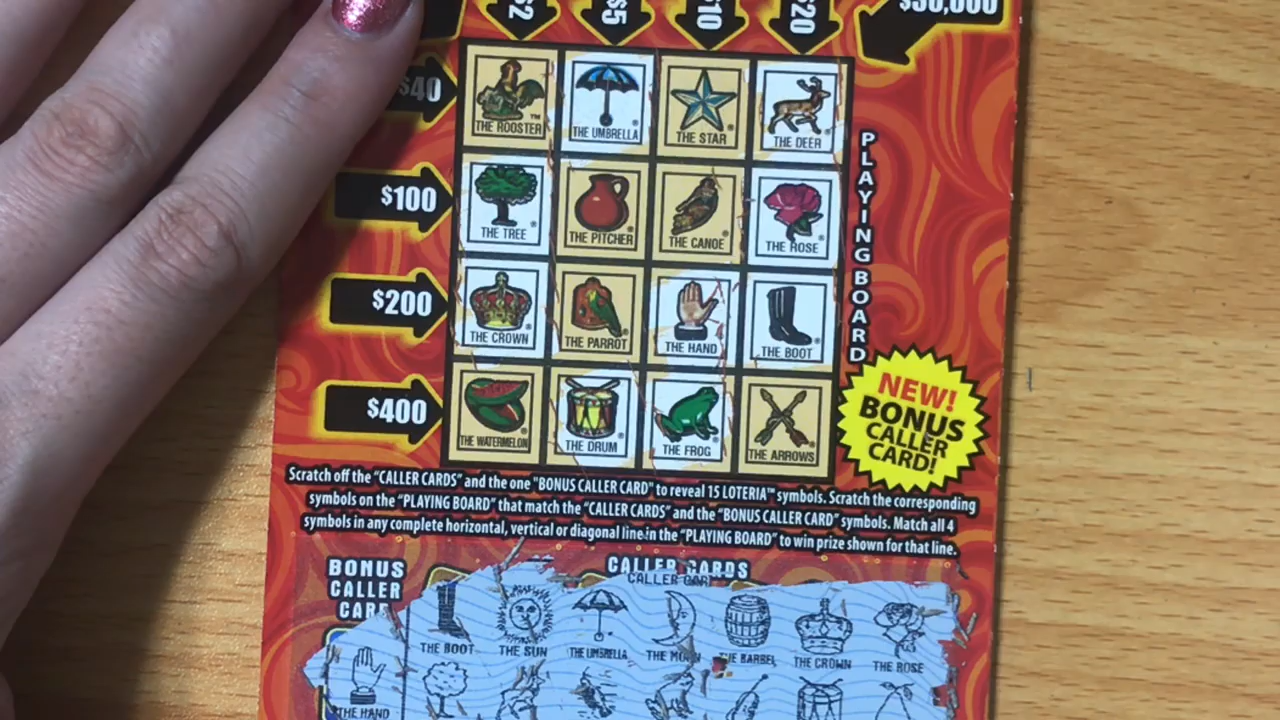 $2 $5 $10 $20 $30,000
$40
THE ROOSTER™ THE UMBRELLA® THE STAR® THE DEER®
$100
THE TREE® THE PITCHER® THE CANOE® THE ROSE®
PLAYING BOARD
$200
THE CROWN® THE PARROT® THE HAND® THE BOOT®
$400
THE WATERMELON® THE DRUM® THE FROG® THE ARROWS®
NEW!
BONUS
CALLER
CARD!
Scratch off the "CALLER CARDS" and the one "BONUS CALLER CARD" to reveal 15 LOTERIA™ symbols. Scratch the corresponding
symbols on the "PLAYING BOARD" that match the "CALLER CARDS" and the "BONUS CALLER CARD" symbols. Match all 4
symbols in any complete horizontal, vertical or diagonal line in the "PLAYING BOARD" to win prize shown for that line.
BONUS
CALLER
CARD
CALLER CARDS
CALLER CAR
THE BOOT THE SUN THE UMBRELLA THE MOON THE BARREL THE CROWN THE ROSE
THE HAND